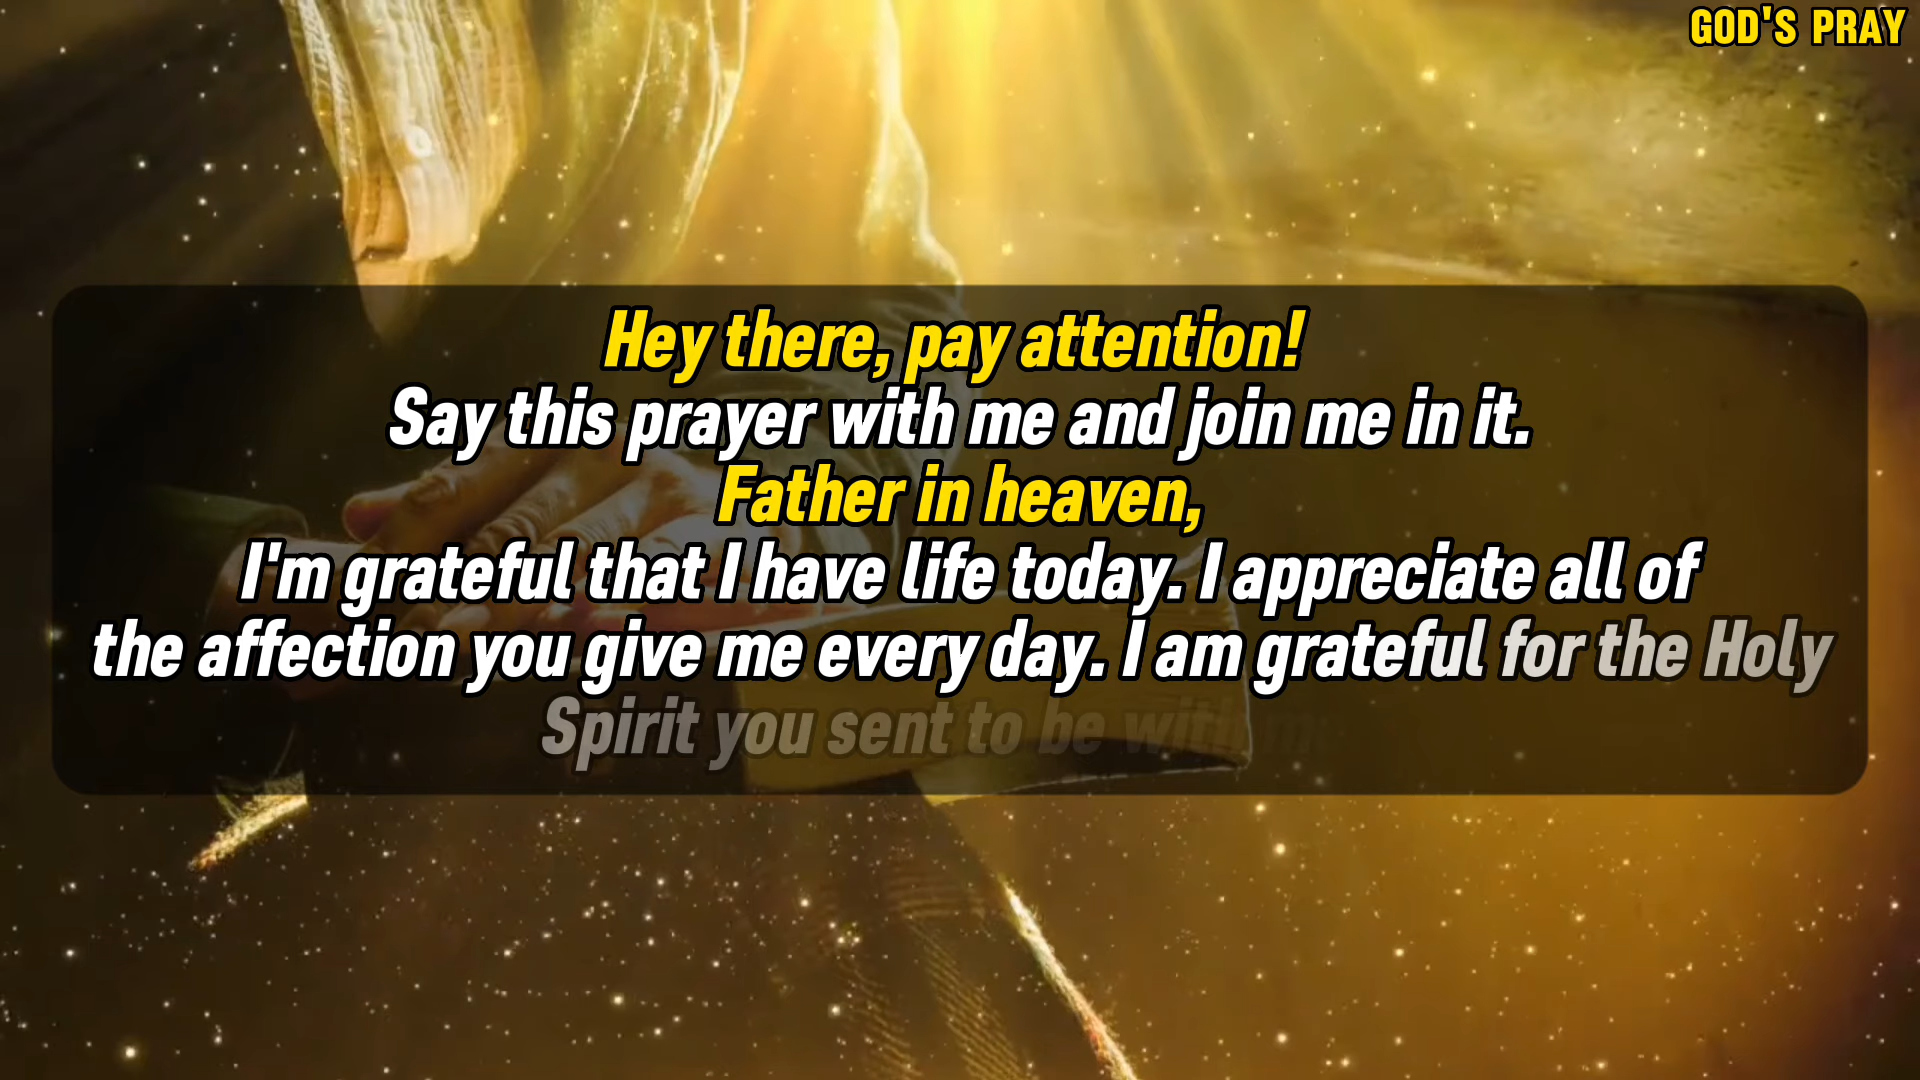 GOD'S PRAY
Hey there, pay attention!
Say this prayer with me and join me in it.
Father in heaven,
I'm grateful that I have life today. I appreciate all of
the affection you give me every day. I am grateful for the Holy
Spirit you sent to be with me